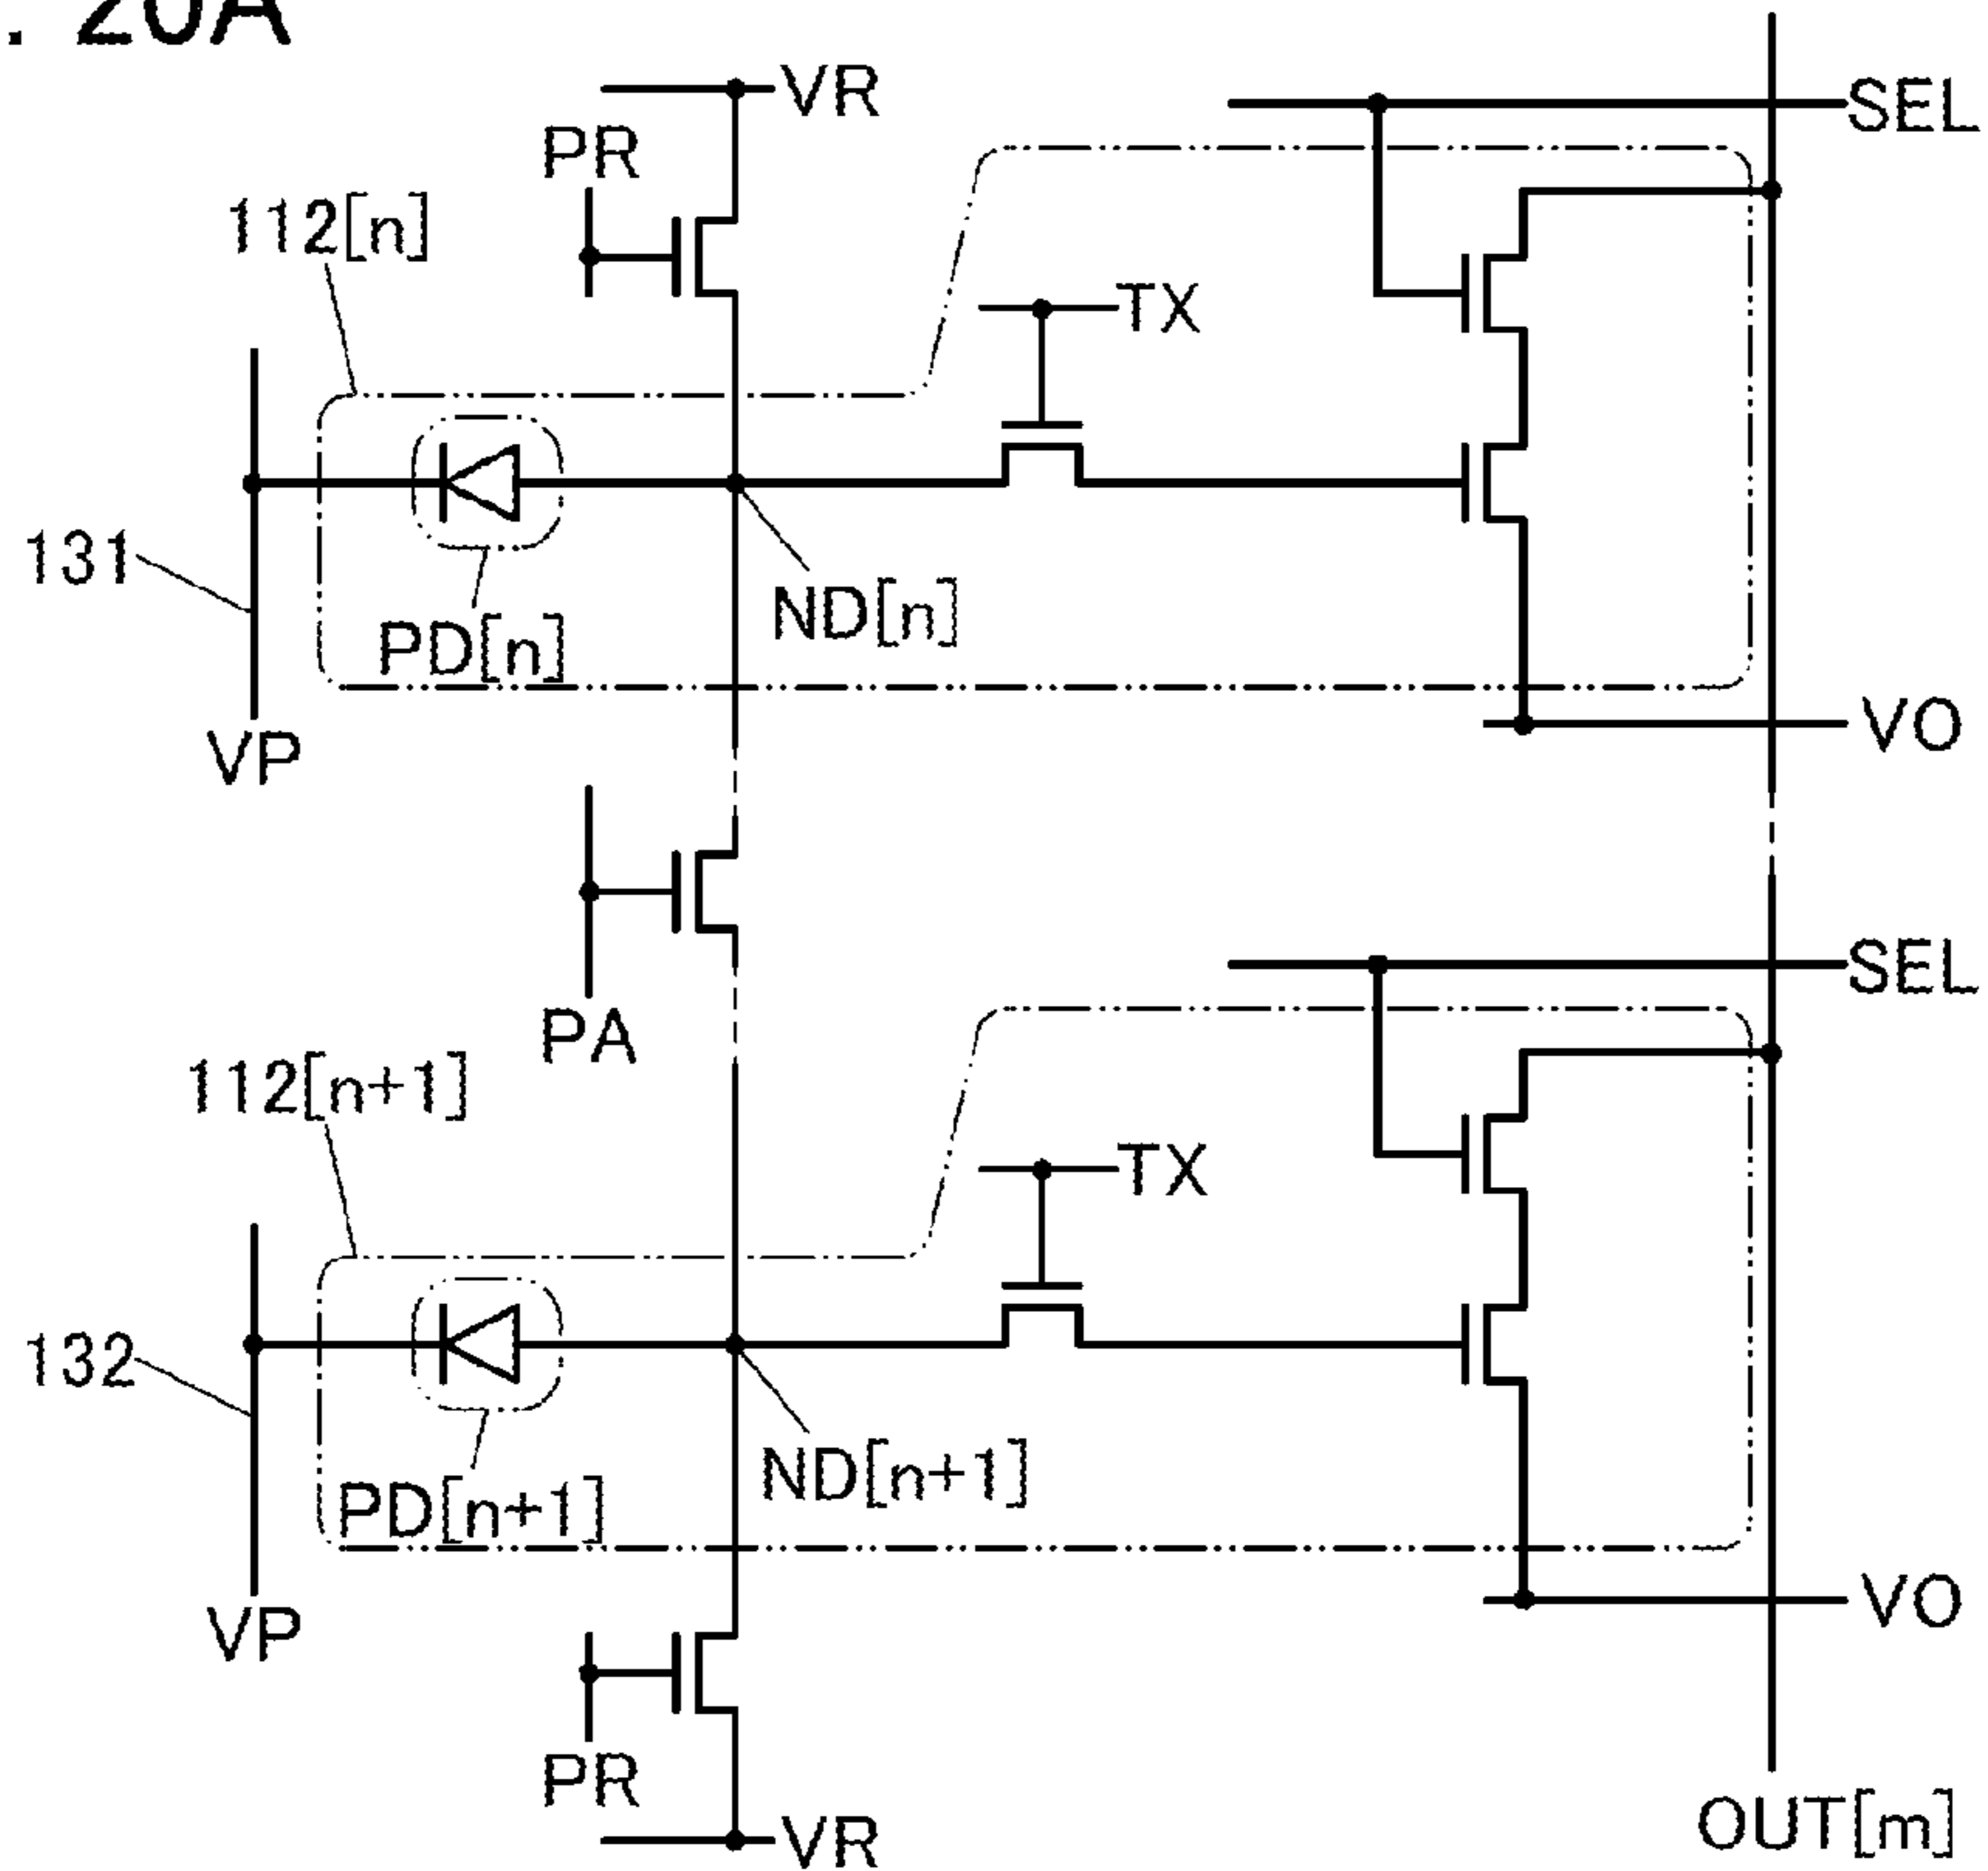 . 20A
VR
SEL
PR
112[n]
TX
131
ND[n]
PD[n]
VP
VO
PA
SEL
112[n+1]
TX
132
ND[n+1]
PD[n+1]
VP
VO
PR
VR
OUT[m]